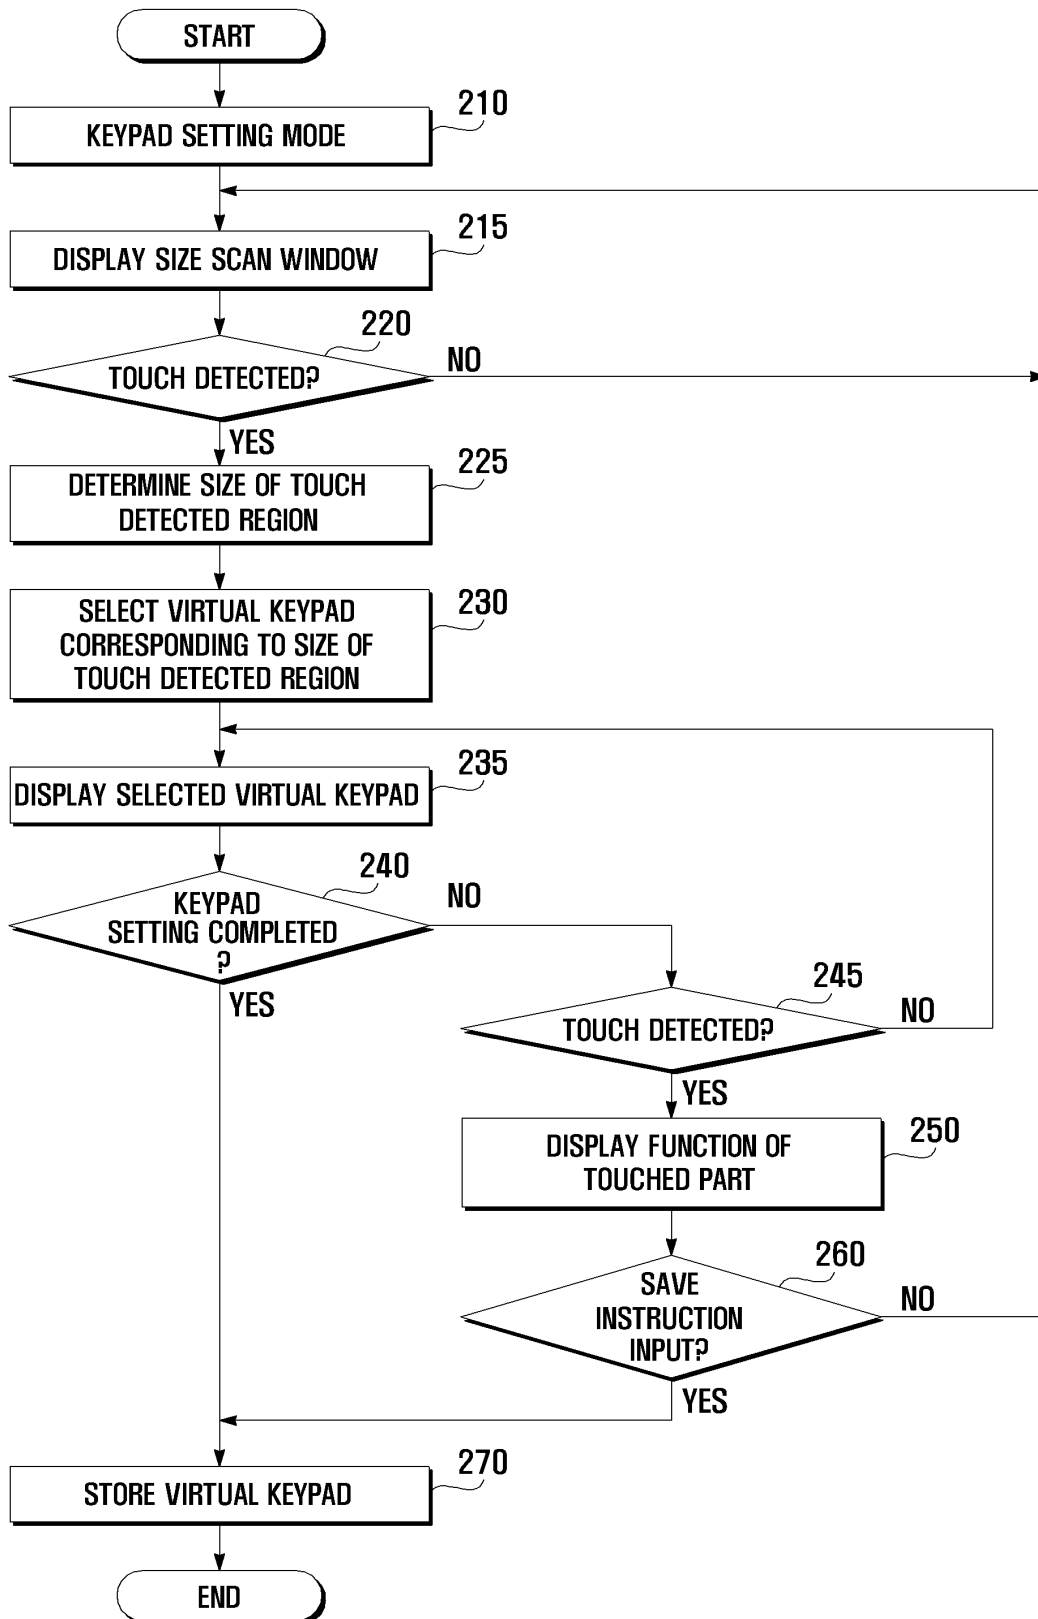 START
210
KEYPAD SETTING MODE
215
DISPLAY SIZE SCAN WINDOW
220
TOUCH DETECTED?
NO
YES
225
DETERMINE SIZE OF TOUCH
DETECTED REGION
230
SELECT VIRTUAL KEYPAD
CORRESPONDING TO SIZE OF
TOUCH DETECTED REGION
235
DISPLAY SELECTED VIRTUAL KEYPAD
240
KEYPAD
SETTING COMPLETED
?
NO
YES
245
TOUCH DETECTED?
NO
YES
250
DISPLAY FUNCTION OF
TOUCHED PART
260
SAVE
INSTRUCTION
INPUT?
NO
YES
270
STORE VIRTUAL KEYPAD
END